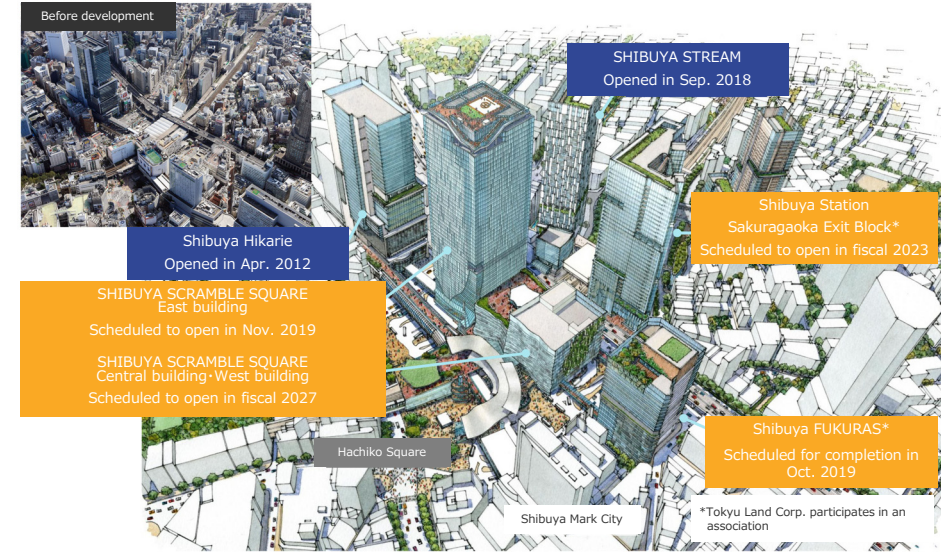 Before development
SHIBUYA STREAM
Opened in Sep. 2018
Shibuya Station
Sakuragaoka Exit Block*
Scheduled to open in fiscal 2023
Shibuya Hikarie
Opened in Apr. 2012
SHIBUYA SCRAMBLE SQUARE
East building
Scheduled to open in Nov. 2019
SHIBUYA SCRAMBLE SQUARE
Central building·West building
Scheduled to open in fiscal 2027
Shibuya FUKURAS*
Scheduled for completion in
Oct. 2019
Hachiko Square
Shibuya Mark City
*Tokyu Land Corp. participates in an
association